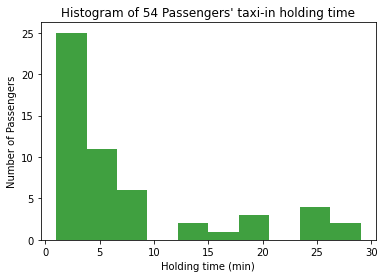 Histogram of 54 Passengers' taxi-in holding time
Number of Passengers
25
20
15
10
5
0
0 5 10 15 20 25 30
Holding time (min)